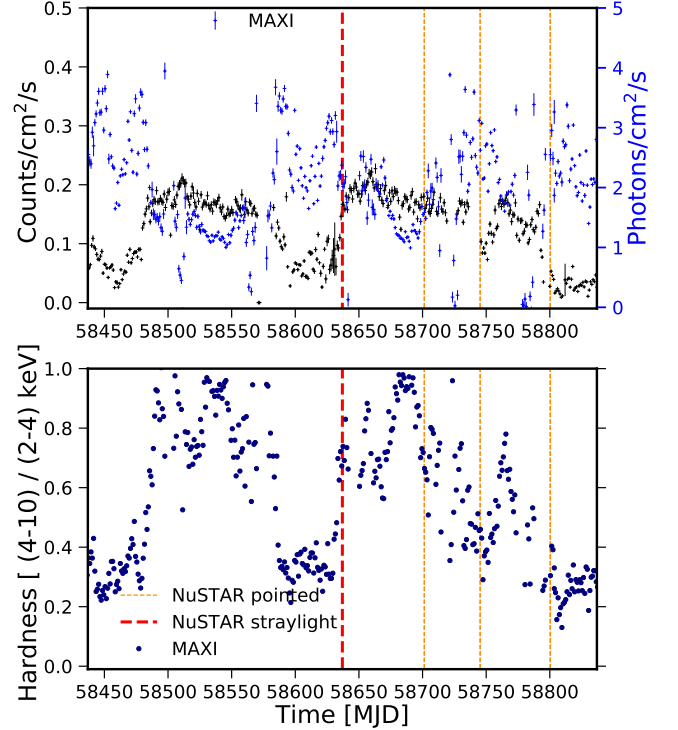 0.5
0.4
0.3
0.2
0.1
0.0
Counts/cm²/s
MAXI
5
4
3
2
1
0
Photons/cm²/s
58450 58500 58550 58600 58650 58700 58750 58800
1.0
0.8
0.6
0.4
0.2
0.0
Hardness [ (4-10) / (2-4) keV]
NuSTAR pointed
NuSTAR straylight
MAXI
58450 58500 58550 58600 58650 58700 58750 58800
Time [MJD]